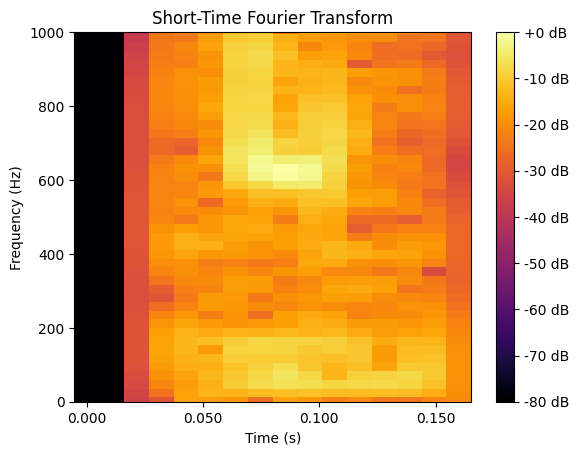 Short-Time Fourier Transform
1000
800
600
400
200
0
Frequency (Hz)
0.000
0.050
0.100
0.150
Time (s)
+0 dB
-10 dB
-20 dB
-30 dB
-40 dB
-50 dB
-60 dB
-70 dB
-80 dB